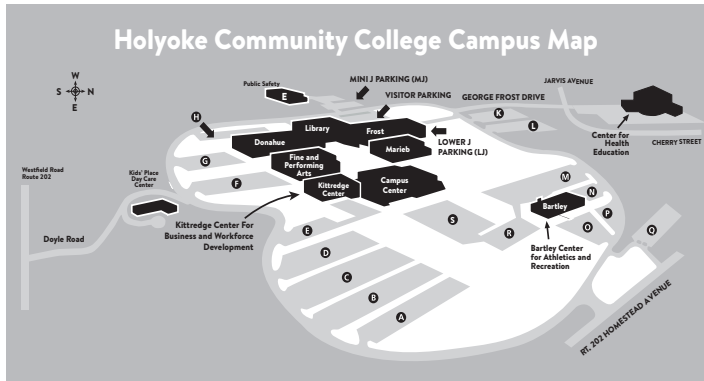 Holyoke Community College Campus Map
W
S
N
E
Public Safety
E
MINI J PARKING (MJ)
VISITOR PARKING
GEORGE FROST DRIVE
JARVIS AVENUE
CHERRY STREET
Center for
Health
Education
H
K
L
Library
Frost
Donahue
LOWER J
PARKING (LJ)
Marieb
G
Fine and
Performing
Arts
F
Kittredge
Center
Campus
Center
M
N
Westfield Road
Route 202
Kids' Place
Day Care
Center
Bartley
P
O
Q
S
R
E
Kittredge Center For
Business and Workforce
Development
Doyle Road
Bartley Center
for Athletics and
Recreation
D
C
B
A
RT. 202 HOMESTEAD AVENUE